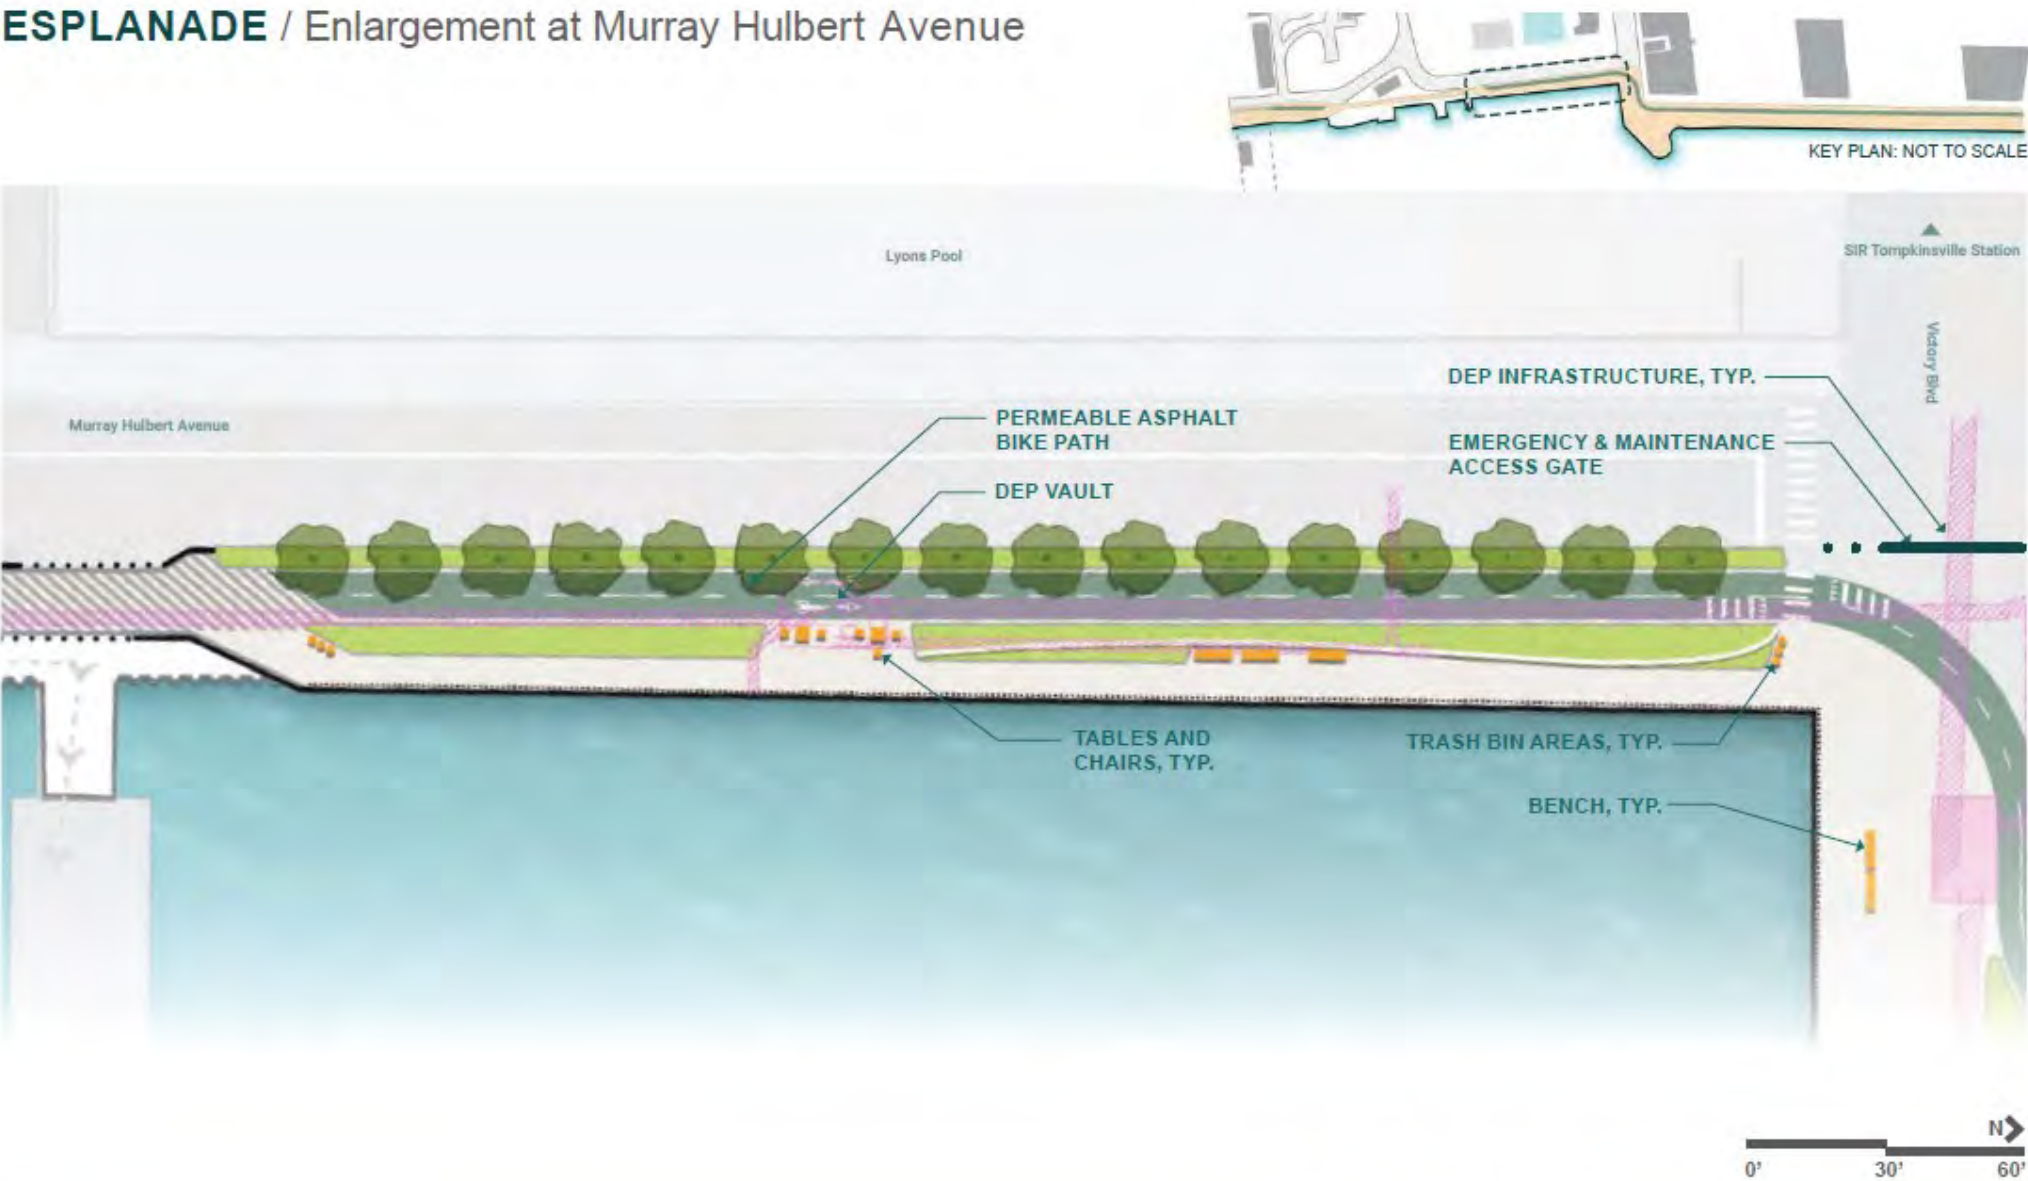 ESPLANADE / Enlargement at Murray Hulbert Avenue
KEY PLAN: NOT TO SCALE
Lyons Pool
SIR Tompkinsville Station
Victory Blvd
DEP INFRASTRUCTURE, TYP.
Murray Hulbert Avenue
PERMEABLE ASPHALT
BIKE PATH
EMERGENCY & MAINTENANCE
ACCESS GATE
DEP VAULT
TABLES AND
CHAIRS, TYP.
TRASH BIN AREAS, TYP.
BENCH, TYP.
N
0' 30' 60'